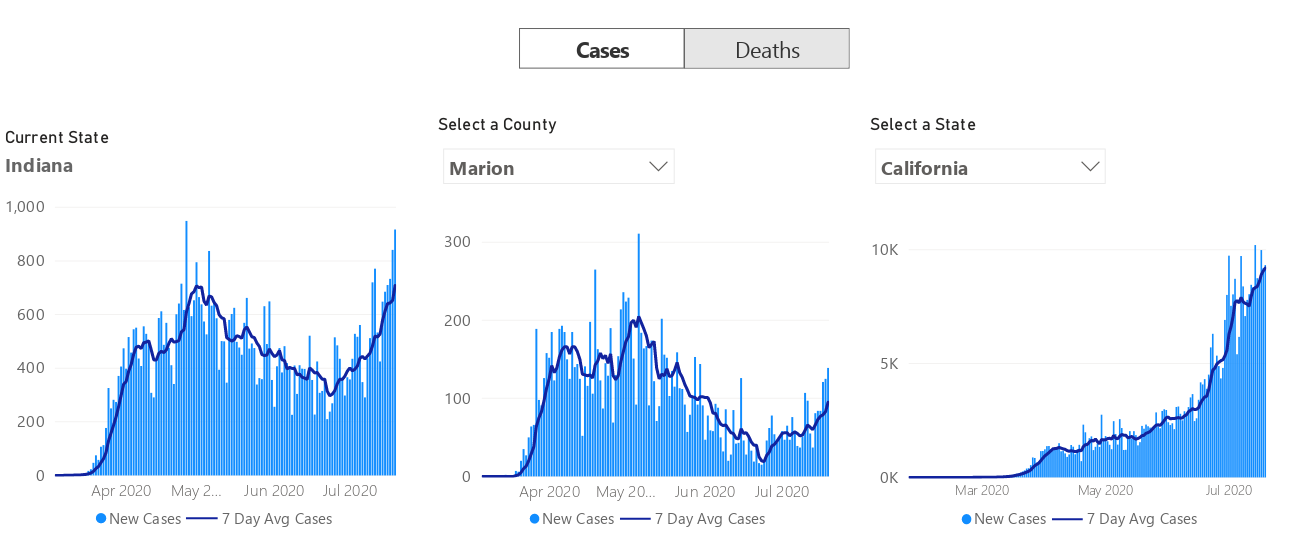 Cases Deaths
Current State
Indiana
Select a County
Marion
Select a State
California
1,000
800
600
400
200
0
Apr 2020 May 2... Jun 2020 Jul 2020
New Cases 7 Day Avg Cases
300
200
100
0
Apr 2020 May 20... Jun 2020 Jul 2020
New Cases 7 Day Avg Cases
10K
5K
0K
Mar 2020 May 2020 Jul 2020
New Cases 7 Day Avg Cases